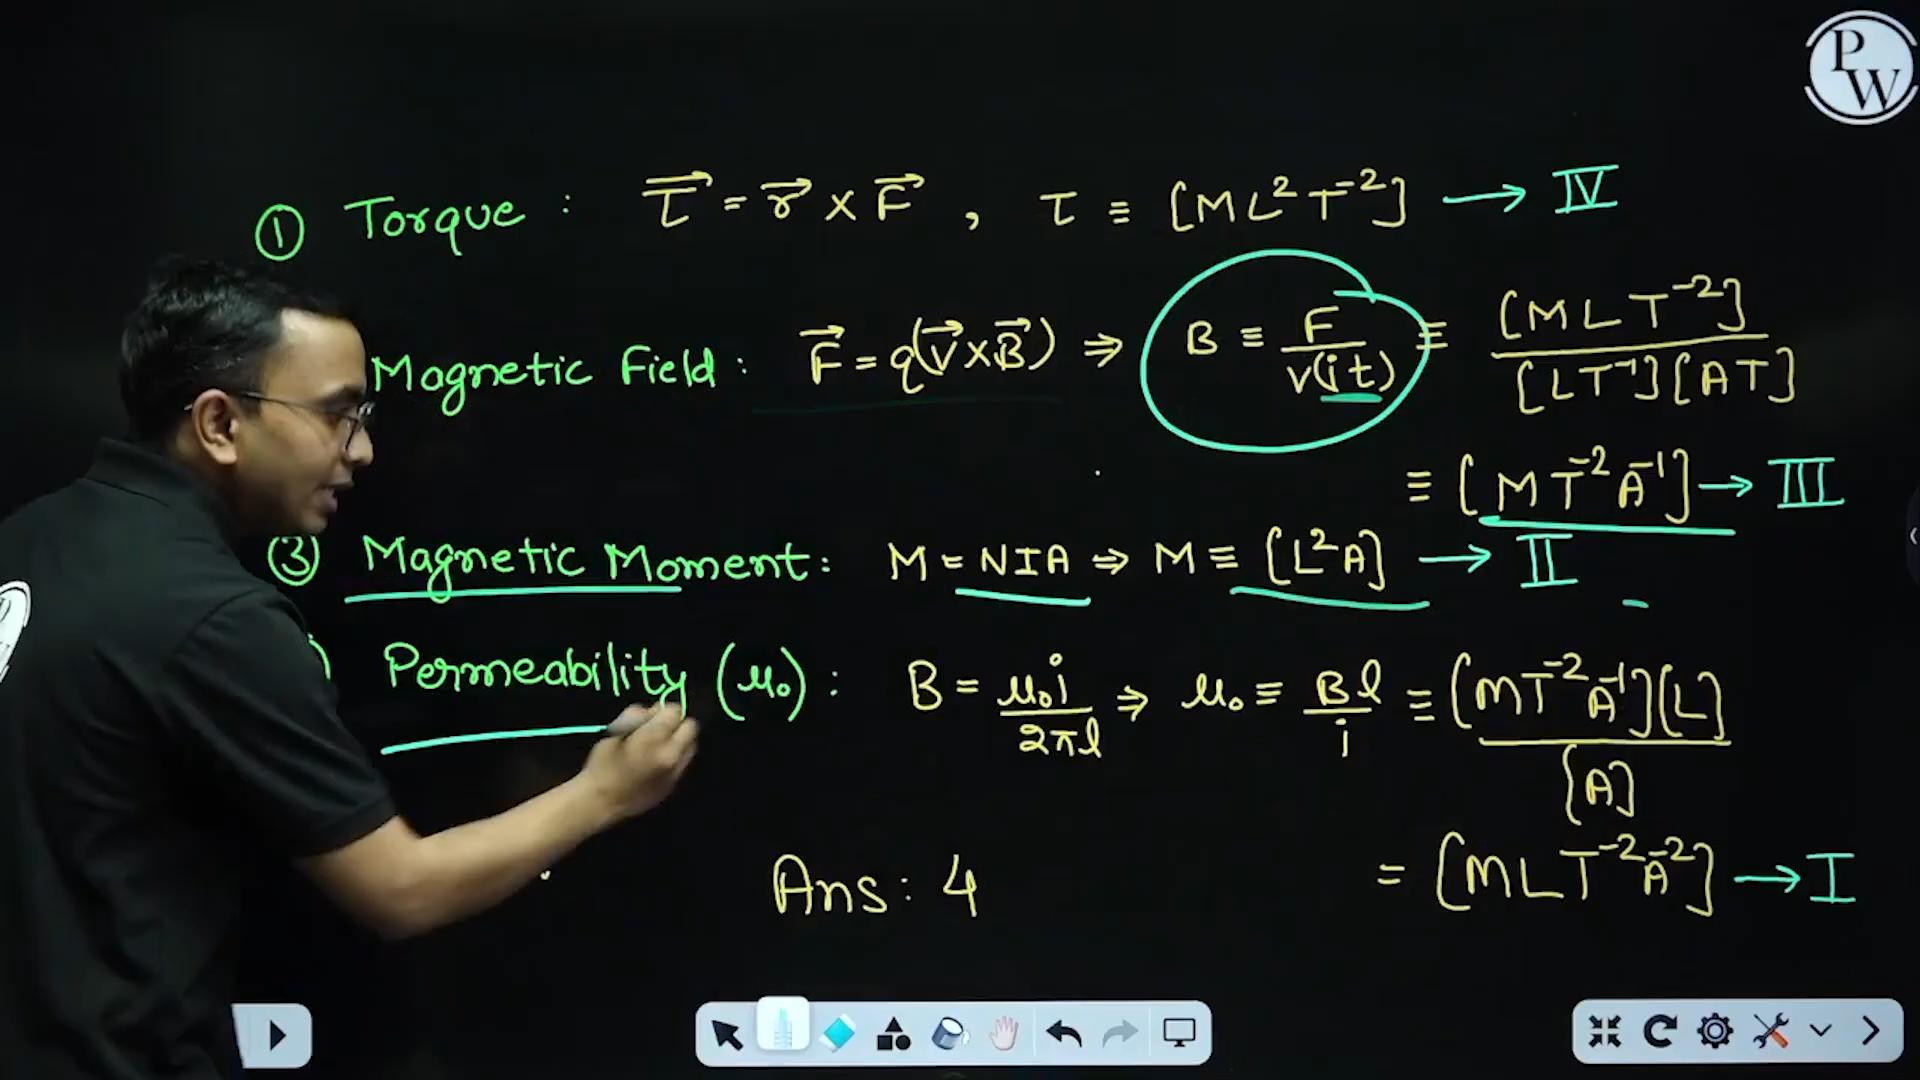 PW
① Torque : τ⃗ = r⃗ × F⃗ , τ ≡ [ML²T⁻²] → IV
Magnetic Field : F⃗ = q(v⃗×B⃗) ⇒ B ≡ F/v(it) ≡ [MLT⁻²]/[LT⁻¹][AT]
≡ [MT⁻²A⁻¹] → III
③ Magnetic Moment : M = NIA ⇒ M ≡ [L²A] → II
Permeability (μ₀) : B = μ₀i/2πl ⇒ μ₀ ≡ Bl/i ≡ [MT⁻²A⁻¹][L]/[A]
= [MLT⁻²A⁻²] → I
Ans : 4